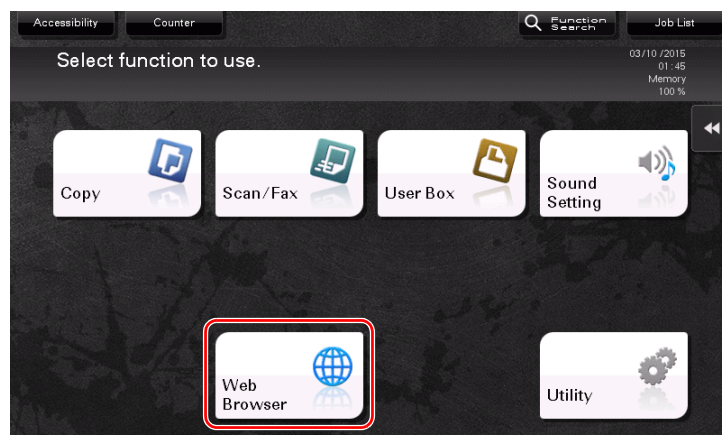 Accessibility
Counter
Function
Search
Job List
Select function to use.
03/10 /2015
01:45
Memory
100 %
Copy
Scan/Fax
User Box
Sound
Setting
Web
Browser
Utility